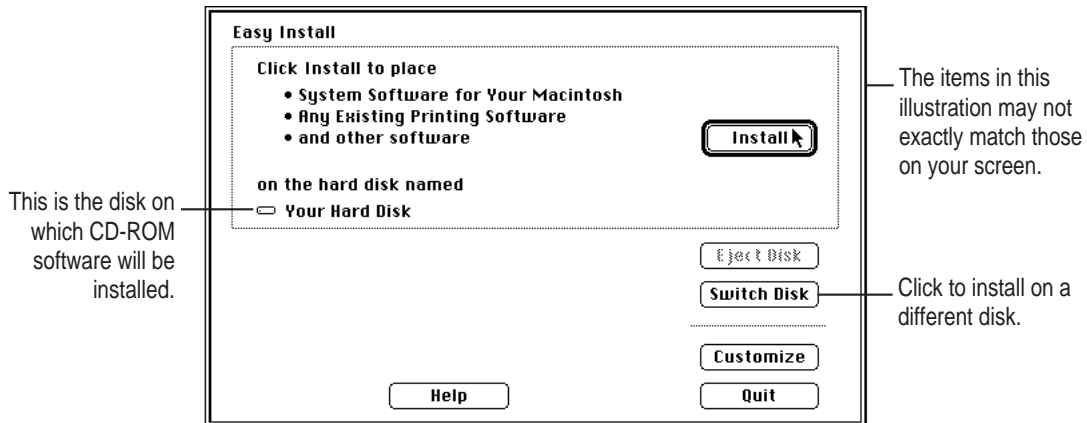 Easy Install
Click Install to place
• System Software for Your Macintosh
• Any Existing Printing Software
• and other software
Install
on the hard disk named
Your Hard Disk
Eject Disk
Switch Disk
Customize
Help
Quit
This is the disk on
which CD-ROM
software will be
installed.
The items in this
illustration may not
exactly match those
on your screen.
Click to install on a
different disk.